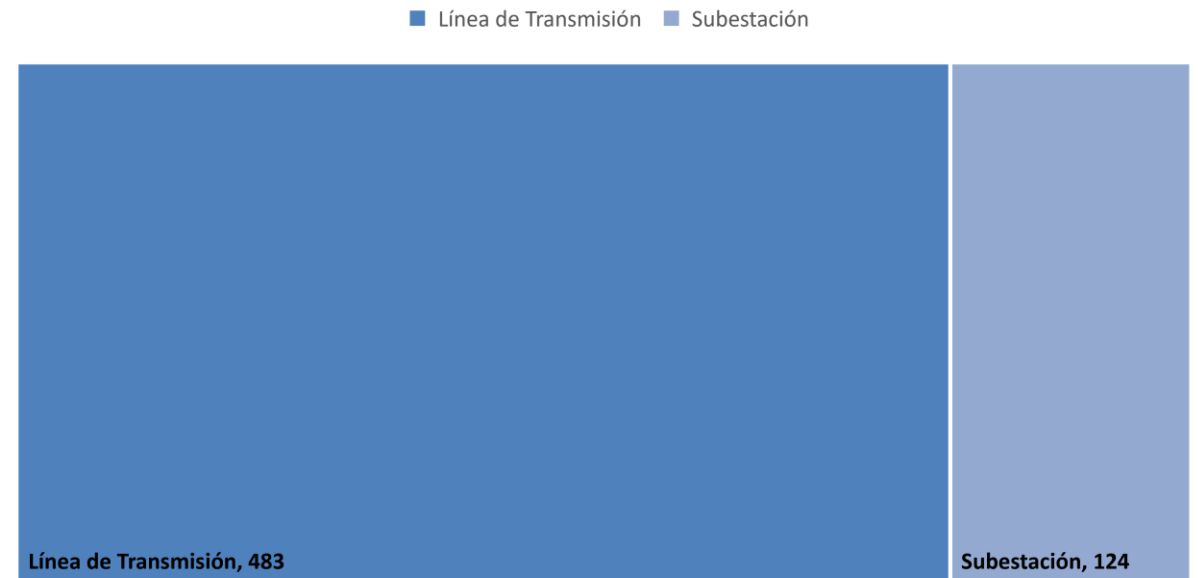 Línea de Transmisión Subestación
Línea de Transmisión, 483
Subestación, 124